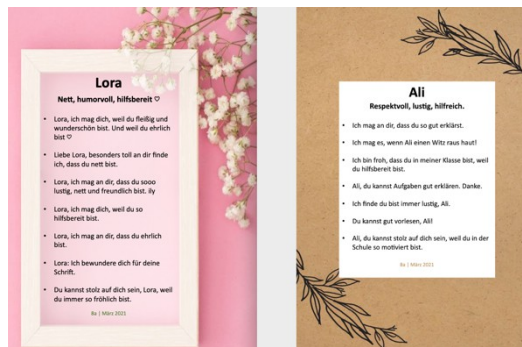 Lora
Nett, humorvoll, hilfsbereit ♡
• Lora, ich mag dich, weil du fleißig und
wunderschön bist. Und weil du ehrlich
bist ♡
• Liebe Lora, besonders toll an dir finde
ich, dass du nett bist.
• Lora, ich mag an dir, dass du sooo
lustig, nett und freundlich bist. ily
• Lora, ich mag dich, weil du so
hilfsbereit bist.
• Lora, ich mag an dir, dass du ehrlich
bist.
• Lora: Ich bewundere dich für deine
Schrift.
• Du kannst stolz auf dich sein, Lora, weil
du immer so fröhlich bist.
8a | März 2021
Ali
Respektvoll, lustig, hilfreich.
• Ich mag an dir, dass du so gut erklärst.
• Ich mag es, wenn Ali einen Witz raus haut!
• Ich bin froh, dass du in meiner Klasse bist, weil
du hilfsbereit bist.
• Ali, du kannst Aufgaben gut erklären. Danke.
• Ich finde du bist immer lustig, Ali.
• Du kannst gut vorlesen, Ali!
• Ali, du kannst stolz auf dich sein, weil du in der
Schule so motiviert bist.
8a | März 2021